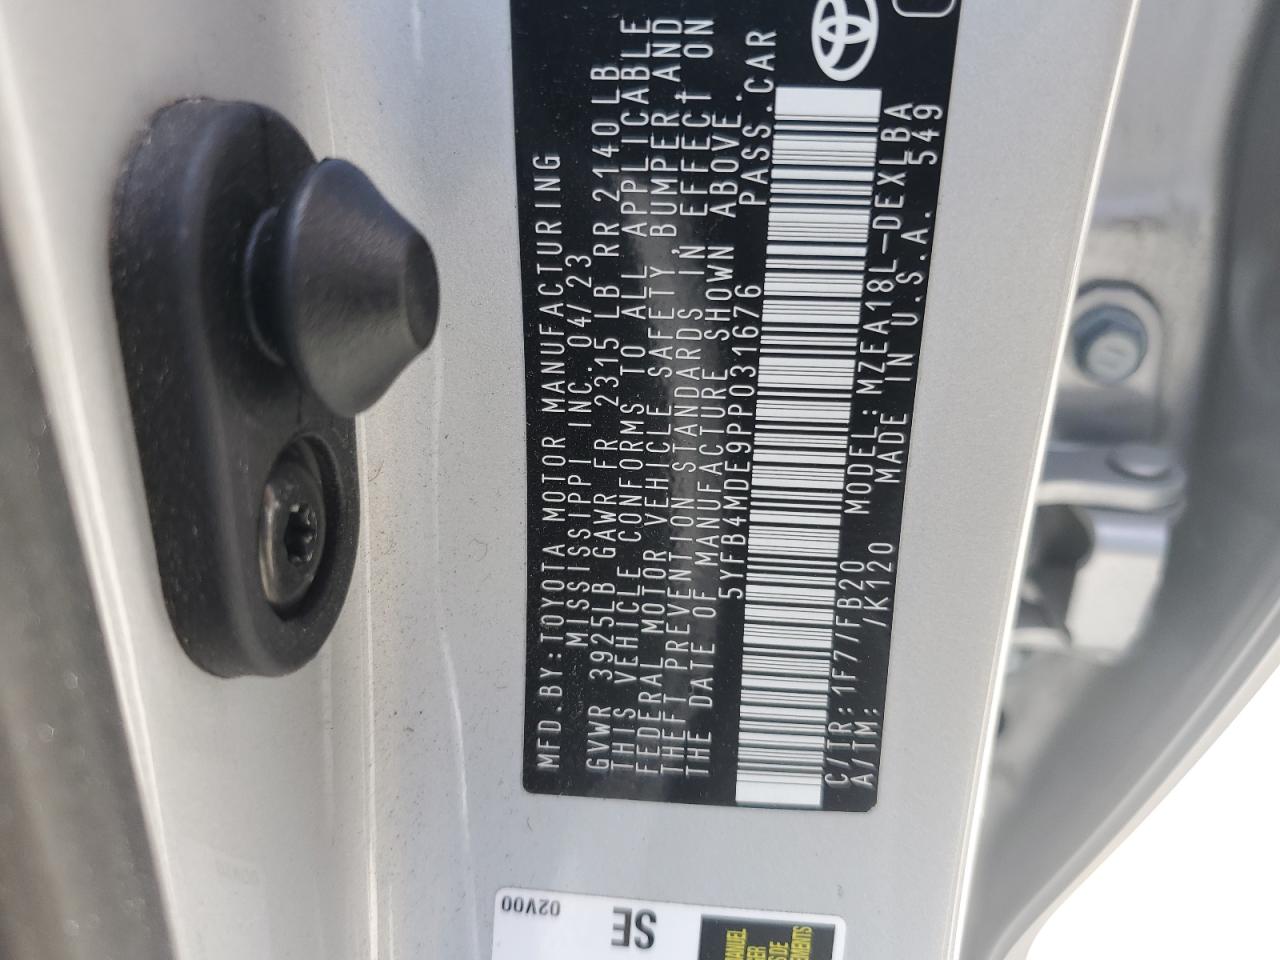 MFD.BY:TOYOTA MOTOR MANUFACTURING
MISSISSIPPI INC. 04/23
GVWR 3925LB GAWR FR 2315 LB RR 2140LB
THIS VEHICLE CONFORMS TO ALL APPLICABLE
FEDERAL MOTOR VEHICLE SAFETY,BUMPER,AND
THEFT PREVENTION STANDARDS IN EFFECT ON
THE DATE OF MANUFACTURE SHOWN ABOVE.
5YFB4MDE9PP031676 PASS.CAR
C/TR:1F7/FB20 MODEL:MZEA18L-DEXLBA
A/TM: /K120 MADE IN U.S.A. 549
02V00
SE